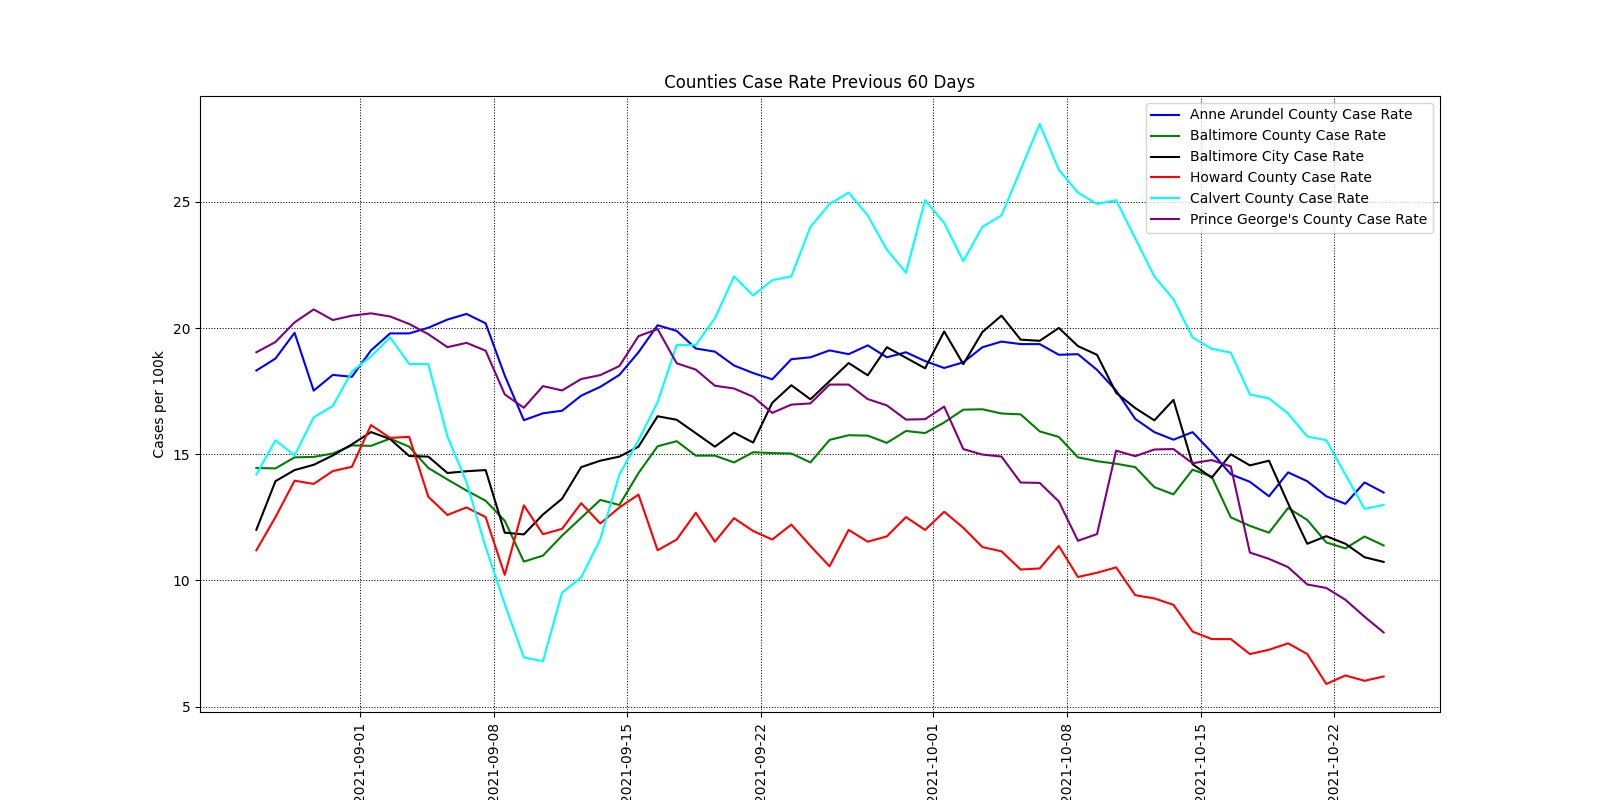 Counties Case Rate Previous 60 Days
Anne Arundel County Case Rate
Baltimore County Case Rate
Baltimore City Case Rate
Howard County Case Rate
Calvert County Case Rate
Prince George's County Case Rate
Cases per 100k
25
20
15
10
5
2021-09-01
2021-09-08
2021-09-15
2021-09-22
2021-10-01
2021-10-08
2021-10-15
2021-10-22